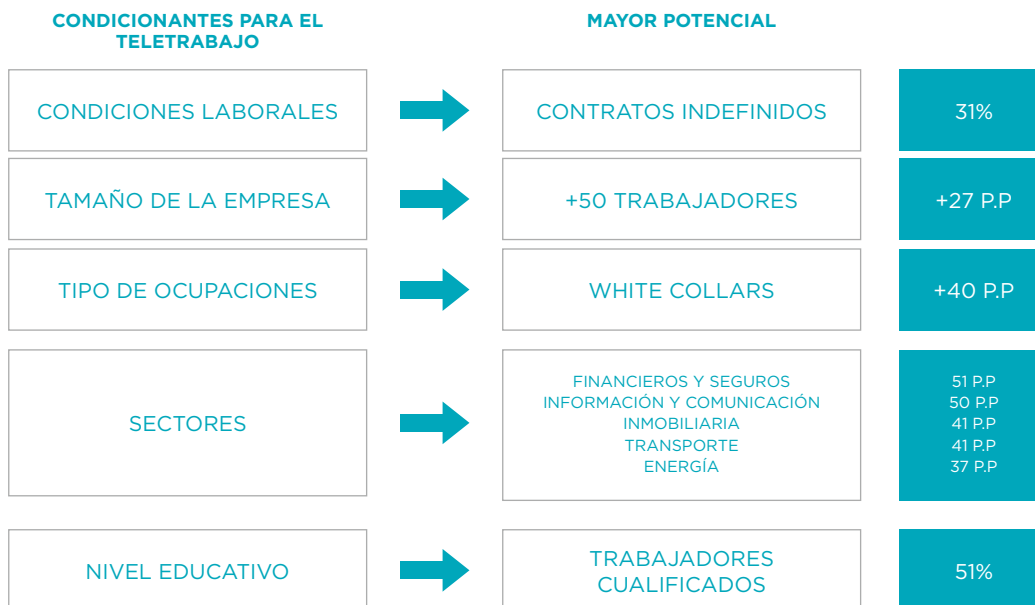 CONDICIONANTES PARA EL
TELETRABAJO
MAYOR POTENCIAL
CONDICIONES LABORALES
CONTRATOS INDEFINIDOS
31%
TAMAÑO DE LA EMPRESA
+50 TRABAJADORES
+27 P.P
TIPO DE OCUPACIONES
WHITE COLLARS
+40 P.P
SECTORES
FINANCIEROS Y SEGUROS
INFORMACIÓN Y COMUNICACIÓN
INMOBILIARIA
TRANSPORTE
ENERGÍA
51 P.P
50 P.P
41 P.P
41 P.P
37 P.P
NIVEL EDUCATIVO
TRABAJADORES
CUALIFICADOS
51%